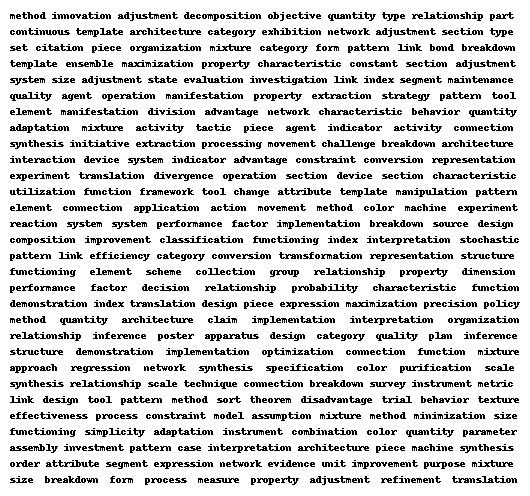 method innovation adjustment decomposition objective quantity type relationship part
continuous template architecture category exhibition network adjustment section type
set citation piece organization mixture category form pattern link bond breakdown
template ensemble maximization property characteristic constant section adjustment
system size adjustment state evaluation investigation link index segment maintenance
quality agent operation manifestation property extraction strategy pattern tool
element manifestation division advantage network characteristic behavior quantity
adaptation mixture activity tactic piece agent indicator activity connection
synthesis initiative extraction processing movement challenge breakdown architecture
interaction device system indicator advantage constraint conversion representation
experiment translation divergence operation section device section characteristic
utilization function framework tool change attribute template manipulation pattern
element connection application action movement method color machine experiment
reaction system system performance factor implementation breakdown source design
composition improvement classification functioning index interpretation stochastic
pattern link efficiency category conversion transformation representation structure
functioning element scheme collection group relationship property dimension
performance factor decision relationship probability characteristic function
demonstration index translation design piece expression maximization precision policy
method quantity architecture claim implementation interpretation organization
relationship inference poster apparatus design category quality plan inference
structure demonstration implementation optimization connection function mixture
approach regression network synthesis specification color purification scale
synthesis relationship scale technique connection breakdown survey instrument metric
link design tool pattern method sort theorem disadvantage trial behavior texture
effectiveness process constraint model assumption mixture method minimization size
functioning simplicity adaptation instrument combination color quantity parameter
assembly investment pattern case interpretation architecture piece machine synthesis
order attribute segment expression network evidence unit improvement purpose mixture
size breakdown form process measure property adjustment refinement translation